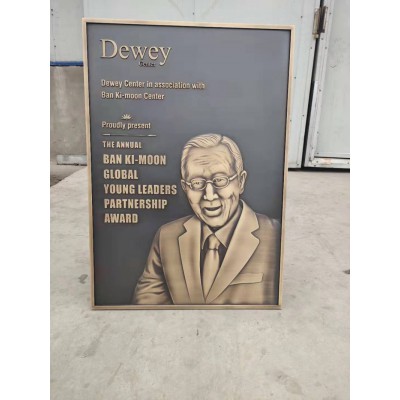 Dewey
Center
Dewey Center in association with
Ban Ki-moon Center
Proudly present
THE ANNUAL
BAN KI-MOON
GLOBAL
YOUNG LEADERS
PARTNERSHIP
AWARD